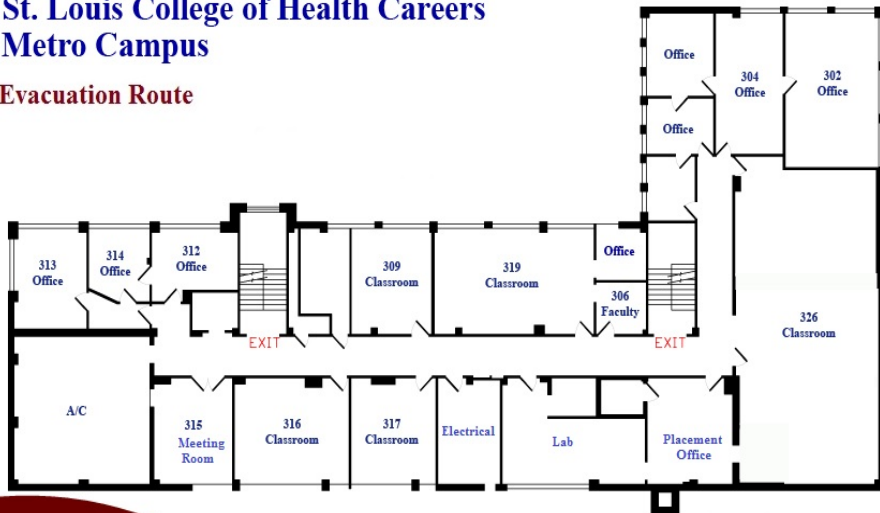 St. Louis College of Health Careers
Metro Campus
Evacuation Route
Office
304
Office
302
Office
Office
313
Office
314
Office
312
Office
309
Classroom
319
Classroom
Office
306
Faculty
326
Classroom
EXIT
EXIT
A/C
315
Meeting
Room
316
Classroom
317
Classroom
Electrical
Lab
Placement
Office